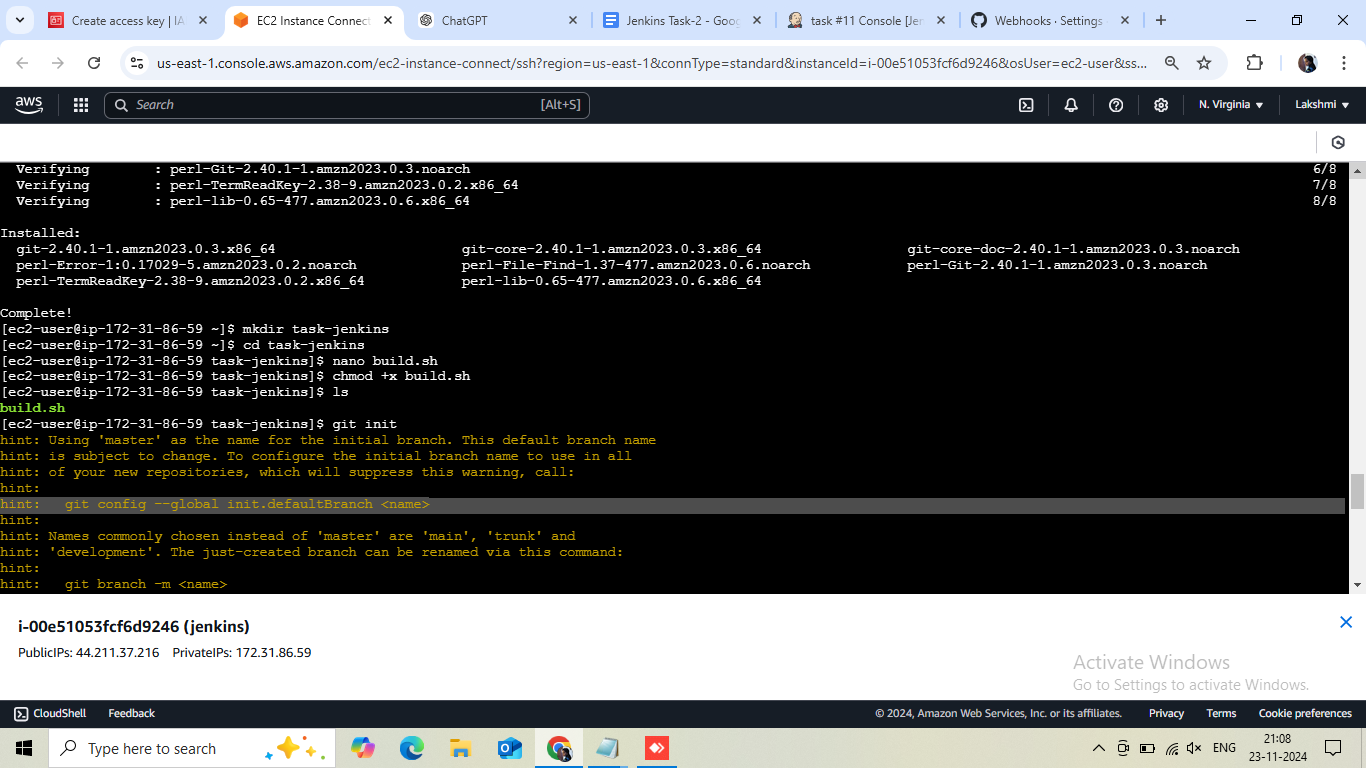 Create access key | IA
EC2 Instance Connect
ChatGPT
Jenkins Task-2 - Goog
task #11 Console [Jen
Webhooks · Settings
us-east-1.console.aws.amazon.com/ec2-instance-connect/ssh?region=us-east-1&connType=standard&instanceId=i-00e51053fcf6d9246&osUser=ec2-user&ss...
aws
Search [Alt+S]
N. Virginia
Lakshmi
Verifying : perl-Git-2.40.1-1.amzn2023.0.3.noarch 6/8
Verifying : perl-TermReadKey-2.38-9.amzn2023.0.2.x86_64 7/8
Verifying : perl-lib-0.65-477.amzn2023.0.6.x86_64 8/8
Installed:
git-2.40.1-1.amzn2023.0.3.x86_64 git-core-2.40.1-1.amzn2023.0.3.x86_64 git-core-doc-2.40.1-1.amzn2023.0.3.noarch
perl-Error-1:0.17029-5.amzn2023.0.2.noarch perl-File-Find-1.37-477.amzn2023.0.6.noarch perl-Git-2.40.1-1.amzn2023.0.3.noarch
perl-TermReadKey-2.38-9.amzn2023.0.2.x86_64 perl-lib-0.65-477.amzn2023.0.6.x86_64
Complete!
[ec2-user@ip-172-31-86-59 ~]$ mkdir task-jenkins
[ec2-user@ip-172-31-86-59 ~]$ cd task-jenkins
[ec2-user@ip-172-31-86-59 task-jenkins]$ nano build.sh
[ec2-user@ip-172-31-86-59 task-jenkins]$ chmod +x build.sh
[ec2-user@ip-172-31-86-59 task-jenkins]$ ls
build.sh
[ec2-user@ip-172-31-86-59 task-jenkins]$ git init
hint: Using 'master' as the name for the initial branch. This default branch name
hint: is subject to change. To configure the initial branch name to use in all
hint: of your new repositories, which will suppress this warning, call:
hint:
hint: git config --global init.defaultBranch <name>
hint:
hint: Names commonly chosen instead of 'master' are 'main', 'trunk' and
hint: 'development'. The just-created branch can be renamed via this command:
hint:
hint: git branch -m <name>
i-00e51053fcf6d9246 (jenkins)
PublicIPs: 44.211.37.216 PrivateIPs: 172.31.86.59
Activate Windows
Go to Settings to activate Windows.
CloudShell Feedback © 2024, Amazon Web Services, Inc. or its affiliates. Privacy Terms Cookie preferences
Type here to search
ENG
21:08
23-11-2024